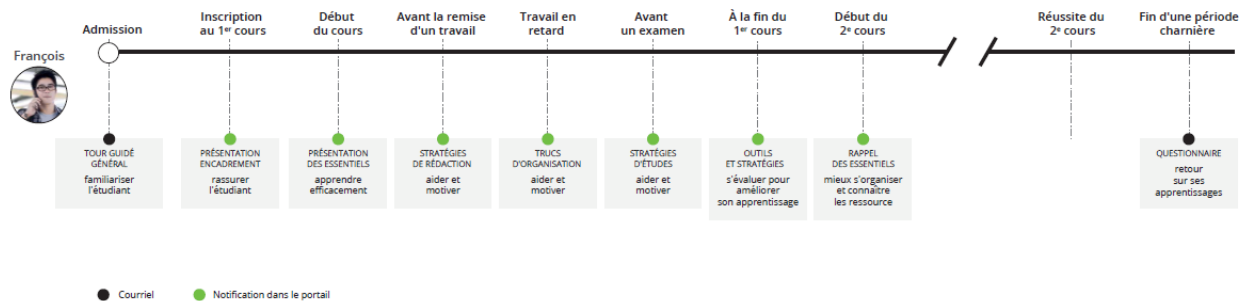 Admission
Inscription
au 1er cours
Début
du cours
Avant la remise
d'un travail
Travail en
retard
Avant
un examen
À la fin du
1er cours
Début du
2e cours
Réussite du
2e cours
Fin d'une période
charnière
François
TOUR GUIDÉ
GÉNÉRAL
familiariser
l'étudiant
PRÉSENTATION
ENCADREMENT
rassurer
l'étudiant
PRÉSENTATION
DES ESSENTIELS
apprendre
efficacement
STRATÉGIES
DE RÉDACTION
aider et
motiver
TRUCS
D'ORGANISATION
aider et
motiver
STRATÉGIES
D'ÉTUDES
aider et
motiver
OUTILS
ET STRATÉGIES
s'évaluer pour
améliorer
son apprentissage
RAPPEL
DES ESSENTIELS
mieux s'organiser
et connaître
les ressource
QUESTIONNAIRE
retour
sur ses
apprentissages
Courriel
Notification dans le portail